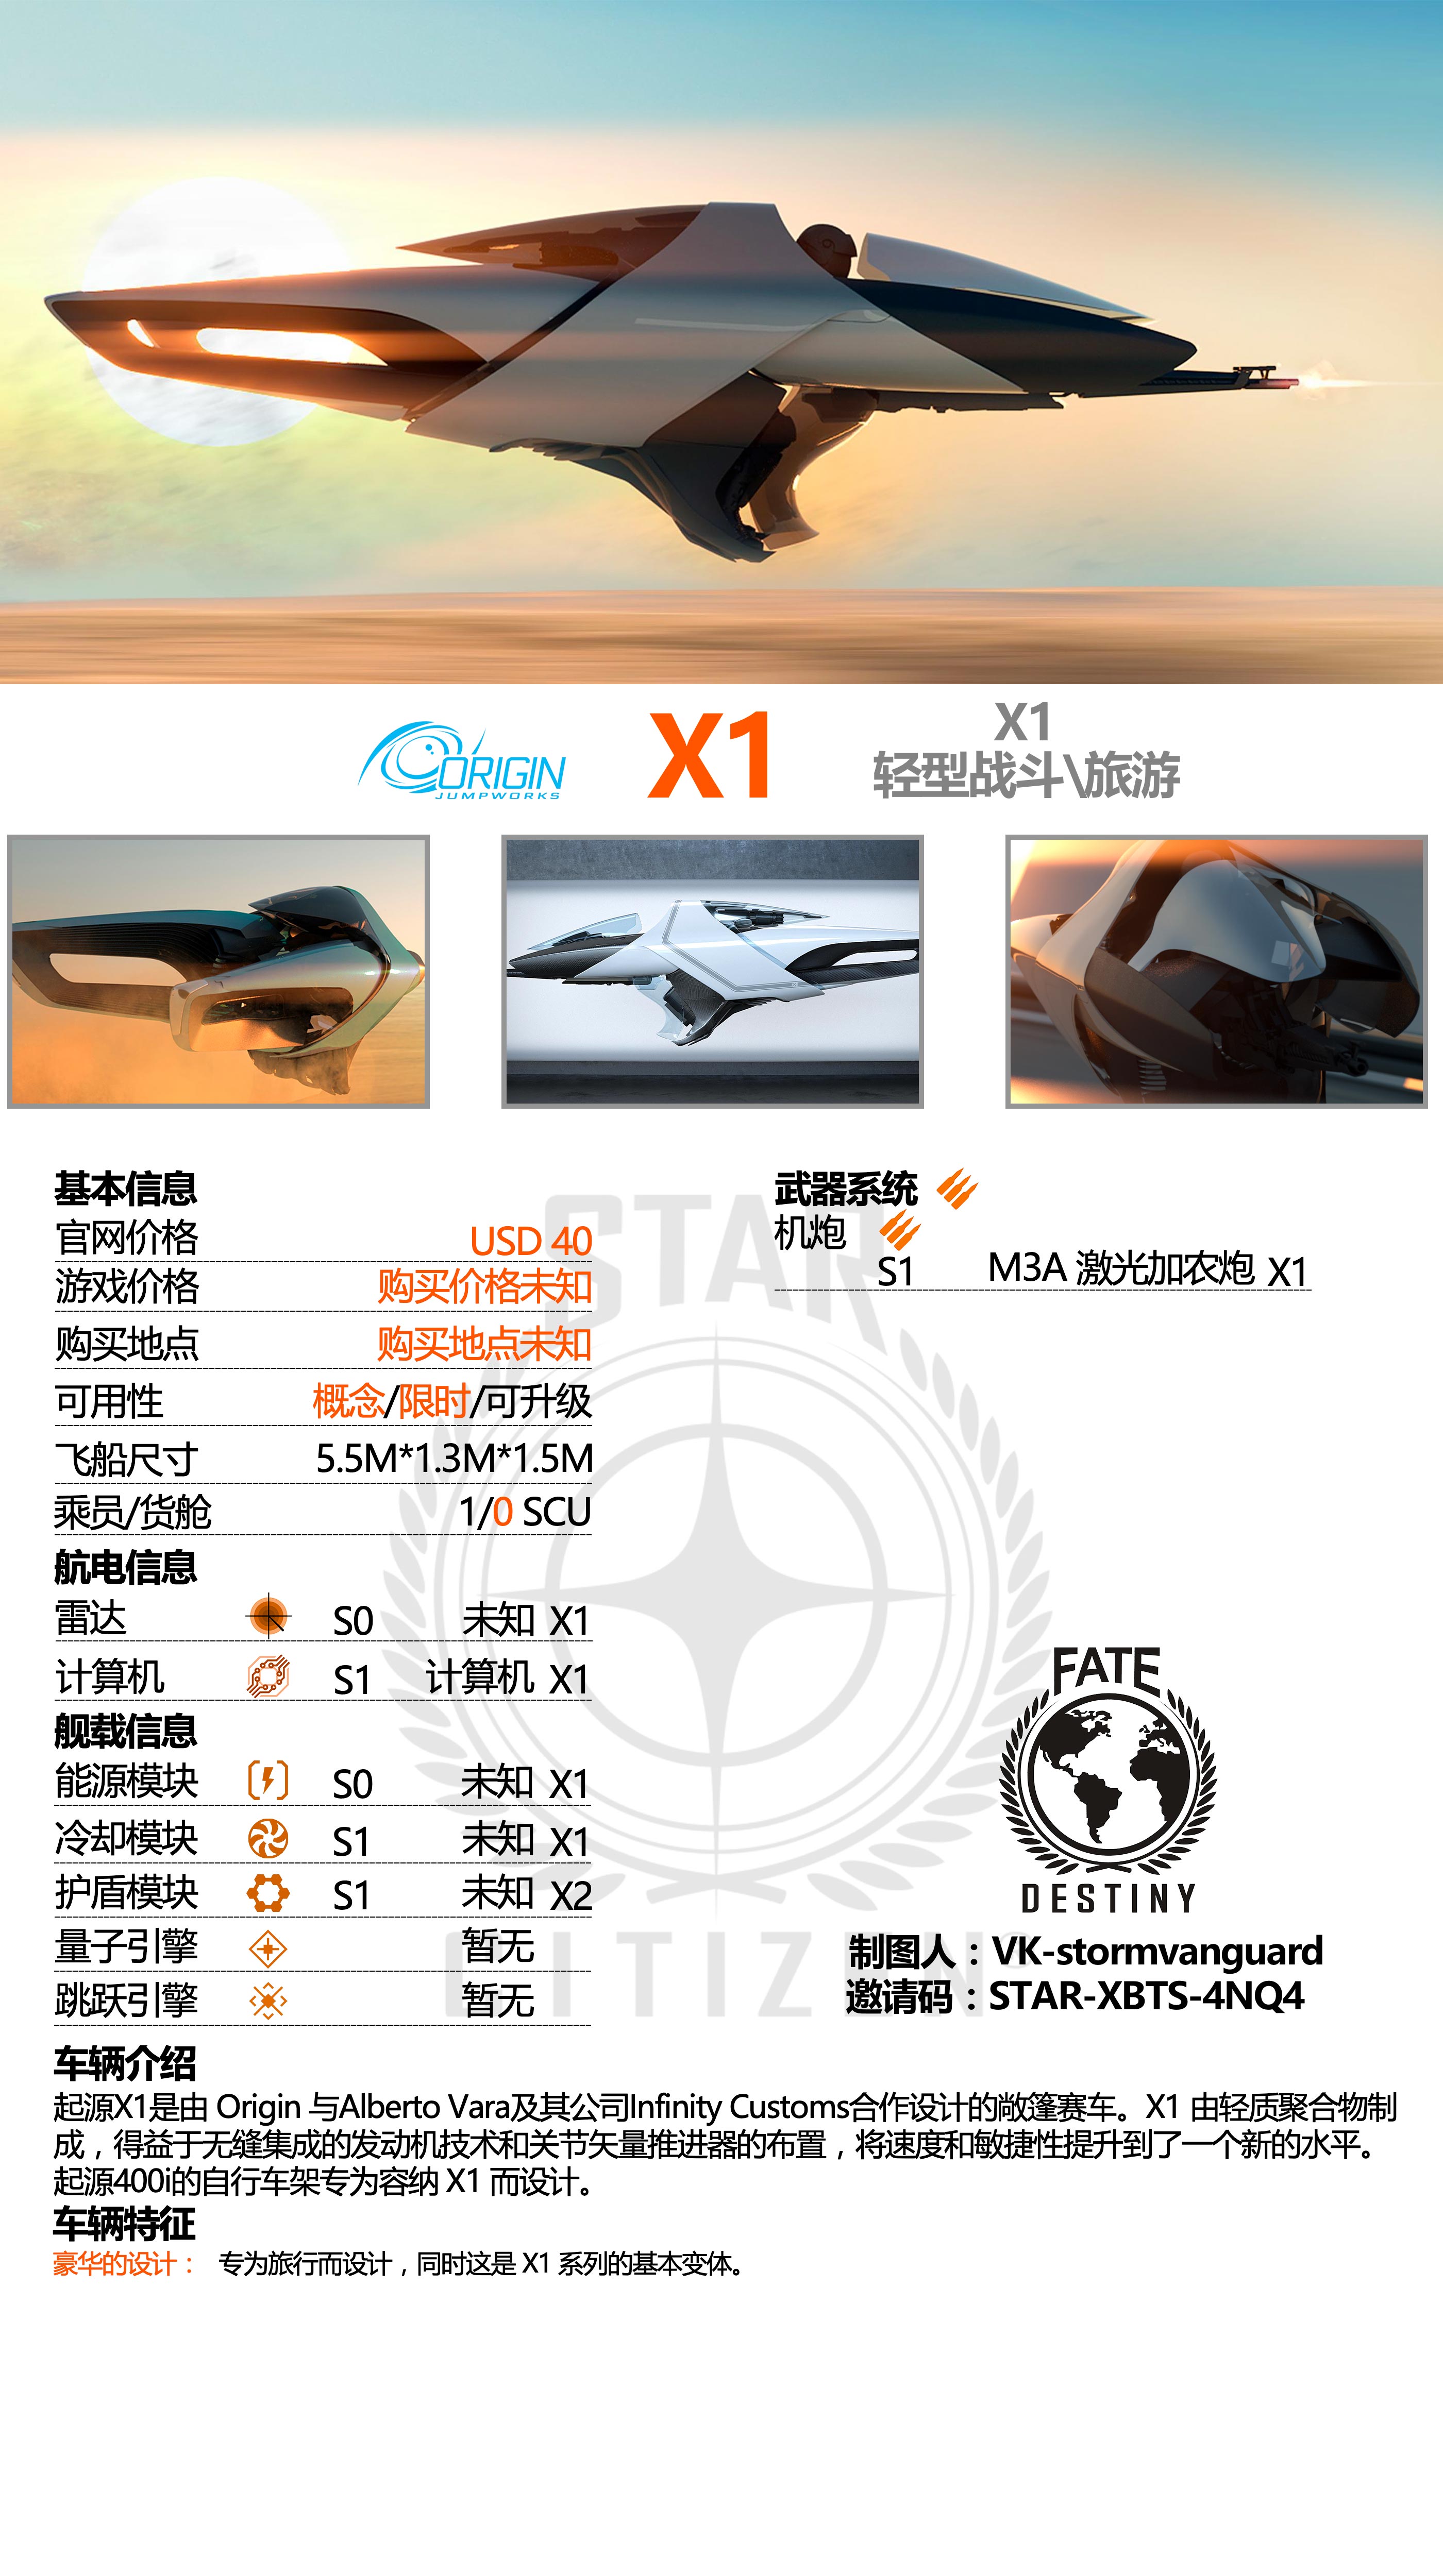 ORIGIN
JUMPWORKS
X1
X1
轻型战斗\旅游
基本信息
官网价格 USD 40
游戏价格 购买价格未知
购买地点 购买地点未知
可用性 概念/限时/可升级
飞船尺寸 5.5M*1.3M*1.5M
乘员/货舱 1/0 SCU
航电信息
雷达 S0 未知 X1
计算机 S1 计算机 X1
舰载信息
能源模块 S0 未知 X1
冷却模块 S1 未知 X1
护盾模块 S1 未知 X2
量子引擎 暂无
跳跃引擎 暂无
武器系统
机炮
S1 M3A 激光加农炮 X1
STAR
CITIZEN®
FATE
DESTINY
制图人：VK-stormvanguard
邀请码：STAR-XBTS-4NQ4
车辆介绍
起源X1是由 Origin 与Alberto Vara及其公司Infinity Customs合作设计的敞篷赛车。X1 由轻质聚合物制
成，得益于无缝集成的发动机技术和关节矢量推进器的布置，将速度和敏捷性提升到了一个新的水平。
起源400i的自行车架专为容纳 X1 而设计。
车辆特征
豪华的设计： 专为旅行而设计，同时这是 X1 系列的基本变体。